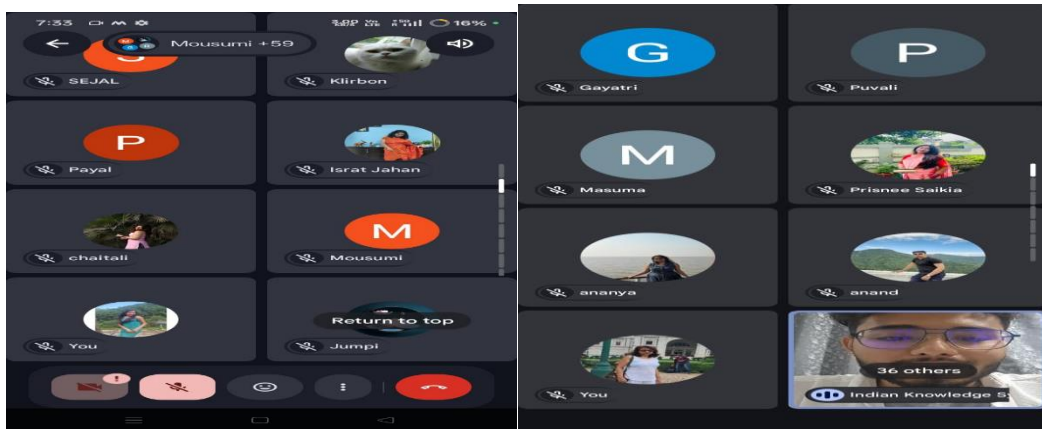 7:33
16%
Mousumi +59
S
SEJAL
Klirbon
P
Payal
Israt Jahan
chaitali
M
Mousumi
Return to top
You
Jumpi
G
Gayatri
P
Puvali
M
Masuma
Prisnee Saikia
ananya
anand
36 others
You
Indian Knowledge S